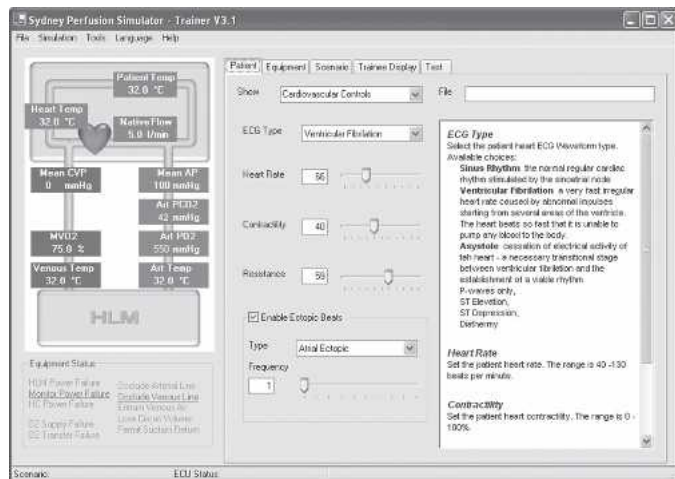 Sydney Perfusion Simulator - Trainer V3.1
File Simulation Tools Language Help
Patient Temp
32.0 °C
Heart Temp
32.0 °C
Native Flow
5.0 l/min
Mean CVP
0 mmHg
Mean AP
100 mmHg
Art PCO2
42 mmHg
MVO2
75.0 %
Art PO2
550 mmHg
Venous Temp
32.0 °C
Art Temp
32.0 °C
HLM
Equipment Status
HLM Power Failure
Monitor Power Failure
HC Power Failure
O2 Supply Failure
O2 Transfer Failure
Occlude Arterial Line
Occlude Venous Line
Entrain Venous Air
Lose Circuit Volume
Permit Suction Return
Patient Equipment Scenario Trainee Display Test
Show Cardiovascular Controls File
ECG Type Ventricular Fibrilation
Heart Rate
Contractility 40
Resistance
Enable Ectopic Beats
Type Atrial Ectopic
Frequency
1
ECG Type
Select the patient heart ECG Waveform type.
Available choices:
Sinus Rhythm the normal regular cardiac
rhythm stimulated by the sinoatrial node
Ventricular Fibrilation a very fast irregular
heart rate caused by abnormal impulses
starting from several areas of the ventricle.
The heart beats so fast that it is unable to
pump any blood to the body.
Asystole cessation of electrical activity of
teh heart - a necessary transitional stage
between ventricular fibrilation and the
establishment of a viable rhythm
P-waves only,
ST Elevation,
ST Depression,
Diathermy
Heart Rate
Set the patient heart rate. The range is 40 -130
beats per minute.
Contractility
Set the patient heart contractility. The range is 0 -
100%.
Scenario: ECU Status: